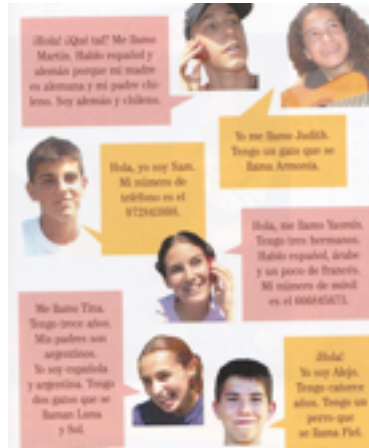 ¡Hola! ¿Qué tal? Me llamo
Martín. Hablo español y
alemán porque mi madre
es alemana y mi padre chi-
leno. Soy alemán y chileno.
Yo me llamo Judith.
Tengo un gato que se
llama Armonía.
Hola, yo soy Sam.
Mi número de
teléfono es el
Hola, me llamo Yasmín.
Tengo tres hermanos.
Hablo español, árabe
y un poco de francés.
Mi número de móvil
es el
Me llamo Tina.
Tengo trece años.
Mis padres son
argentinos.
Yo soy española
y argentina. Tengo
dos gatos que se
llaman Luna
y Sol.
¡Hola!
Yo soy Alejo.
Tengo catorce
años. Tengo un
perro que
se llama Fiel.